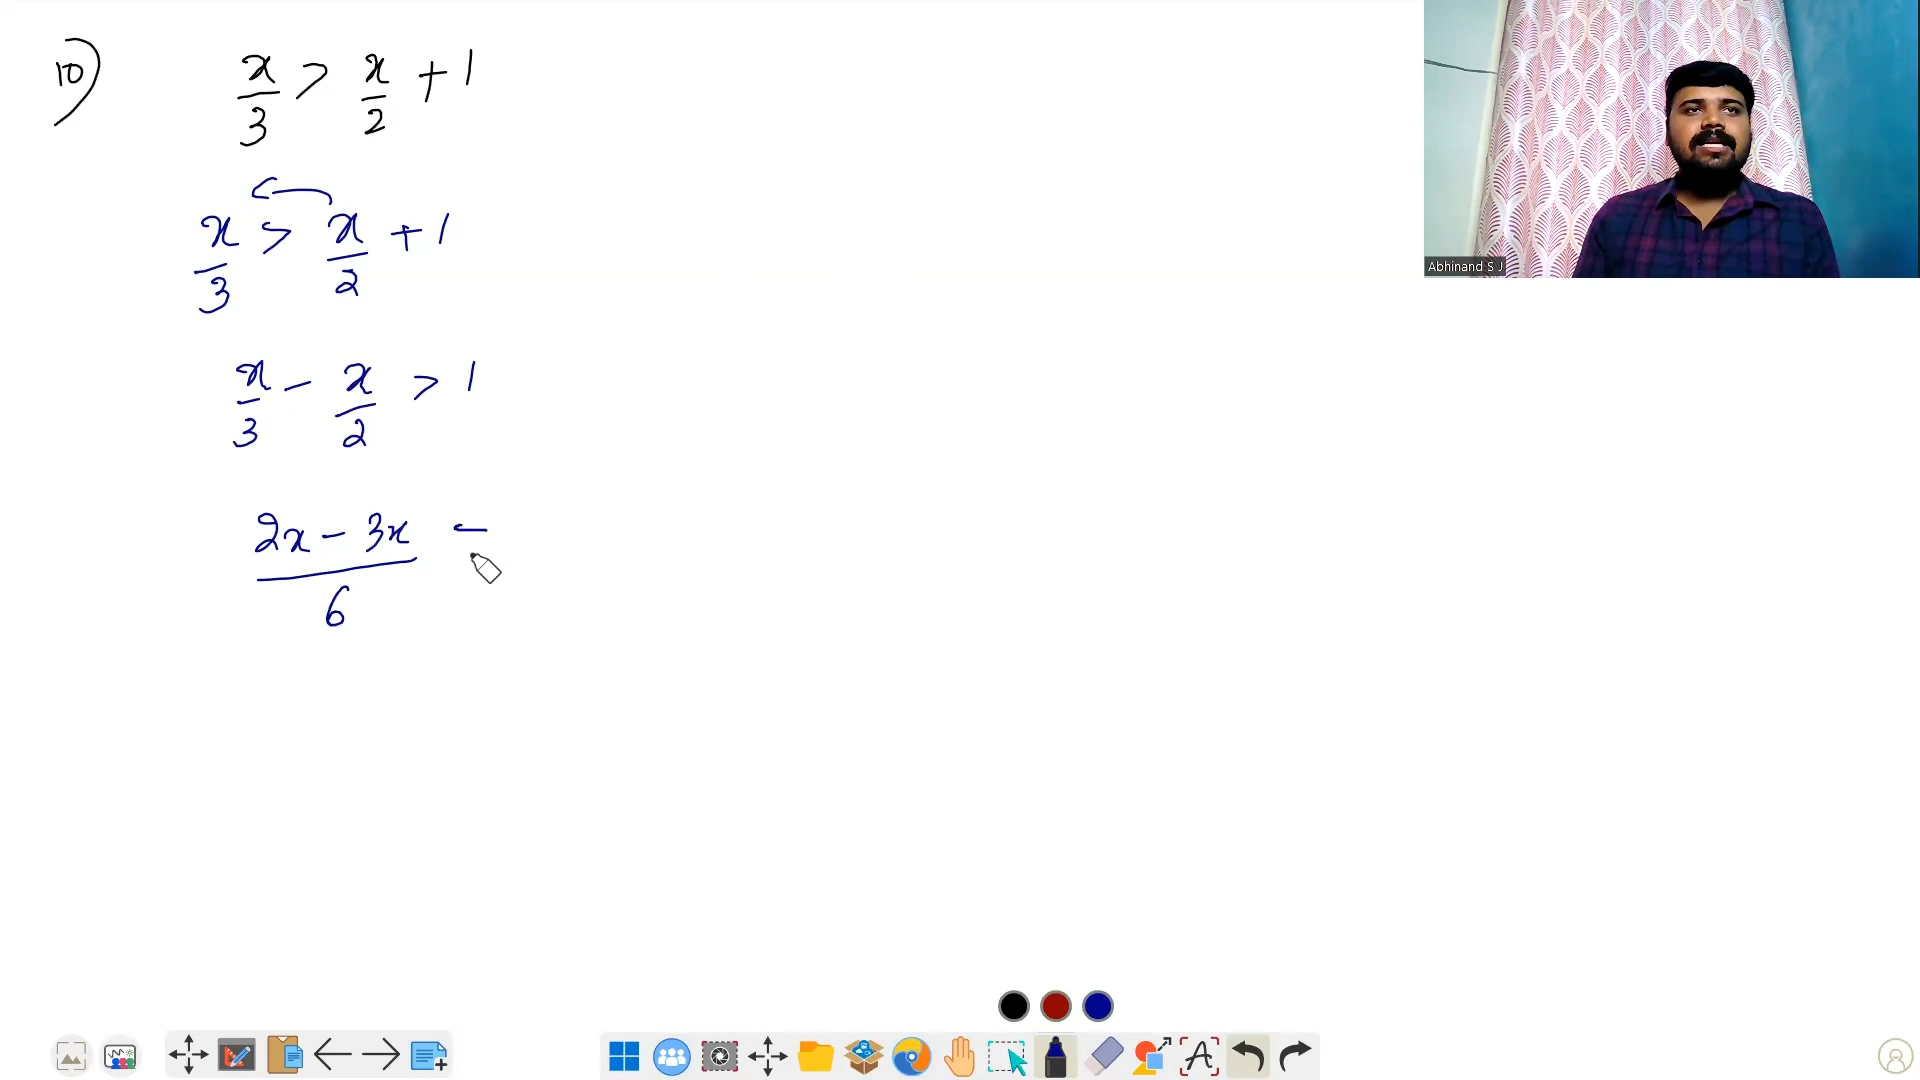 10) x/3 > x/2 + 1
x/3 > x/2 + 1
x/3 - x/2 > 1
(2x - 3x)/6 -
Abhinand S J